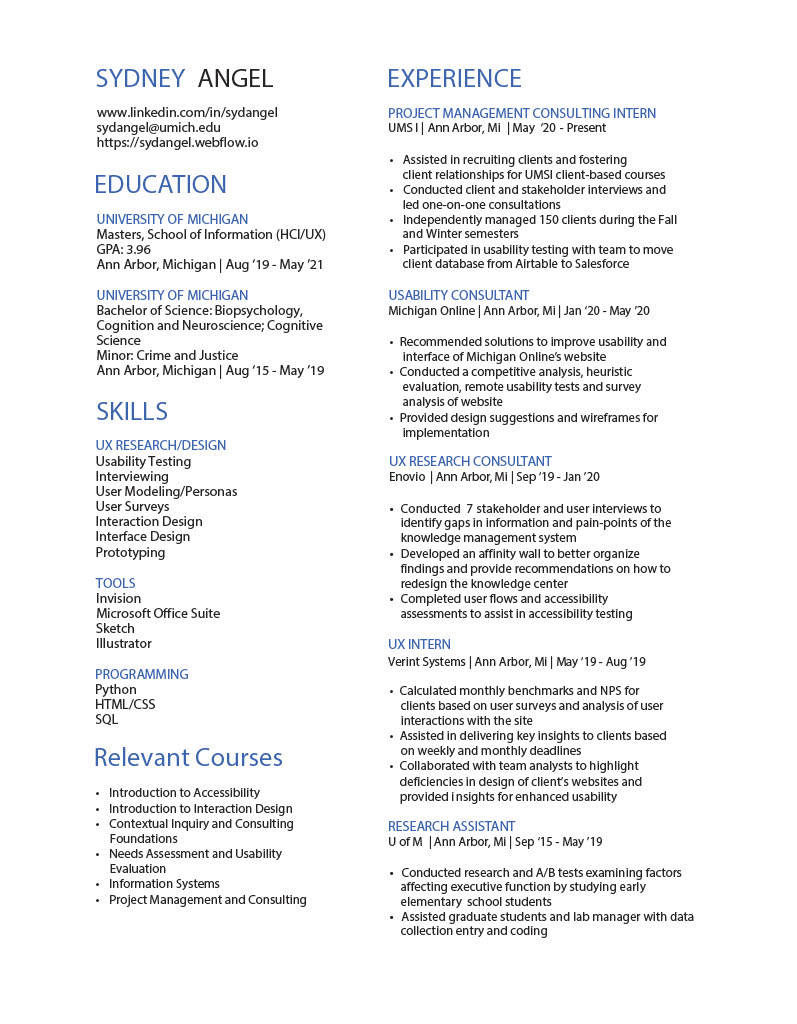 SYDNEY ANGEL
www.linkedin.com/in/sydangel
sydangel@umich.edu
https://sydangel.webflow.io
EDUCATION
UNIVERSITY OF MICHIGAN
Masters, School of Information (HCI/UX)
GPA: 3.96
Ann Arbor, Michigan | Aug ‘19 - May ’21
UNIVERSITY OF MICHIGAN
Bachelor of Science: Biopsychology,
Cognition and Neuroscience; Cognitive
Science
Minor: Crime and Justice
Ann Arbor, Michigan | Aug ‘15 - May ’19
SKILLS
UX RESEARCH/DESIGN
Usability Testing
Interviewing
User Modeling/Personas
User Surveys
Interaction Design
Interface Design
Prototyping
TOOLS
Invision
Microsoft Office Suite
Sketch
Illustrator
PROGRAMMING
Python
HTML/CSS
SQL
Relevant Courses
• Introduction to Accessibility
• Introduction to Interaction Design
• Contextual Inquiry and Consulting
Foundations
• Needs Assessment and Usability
Evaluation
• Information Systems
• Project Management and Consulting
EXPERIENCE
PROJECT MANAGEMENT CONSULTING INTERN
UMS I | Ann Arbor, Mi | May ‘20 - Present
• Assisted in recruiting clients and fostering
client relationships for UMSI client-based courses
• Conducted client and stakeholder interviews and
led one-on-one consultations
• Independently managed 150 clients during the Fall
and Winter semesters
• Participated in usability testing with team to move
client database from Airtable to Salesforce
USABILITY CONSULTANT
Michigan Online | Ann Arbor, Mi | Jan ‘20 - May ’20
• Recommended solutions to improve usability and
interface of Michigan Online’s website
• Conducted a competitive analysis, heuristic
evaluation, remote usability tests and survey
analysis of website
• Provided design suggestions and wireframes for
implementation
UX RESEARCH CONSULTANT
Enovio | Ann Arbor, Mi | Sep ‘19 - Jan ’20
• Conducted 7 stakeholder and user interviews to
identify gaps in information and pain-points of the
knowledge management system
• Developed an affinity wall to better organize
findings and provide recommendations on how to
redesign the knowledge center
• Completed user flows and accessibility
assessments to assist in accessibility testing
UX INTERN
Verint Systems | Ann Arbor, Mi | May ‘19 - Aug ’19
• Calculated monthly benchmarks and NPS for
clients based on user surveys and analysis of user
interactions with the site
• Assisted in delivering key insights to clients based
on weekly and monthly deadlines
• Collaborated with team analysts to highlight
deficiencies in design of client’s websites and
provided insights for enhanced usability
RESEARCH ASSISTANT
U of M | Ann Arbor, Mi | Sep ‘15 - May ’19
• Conducted research and A/B tests examining factors
affecting executive function by studying early
elementary school students
• Assisted graduate students and lab manager with data
collection entry and coding